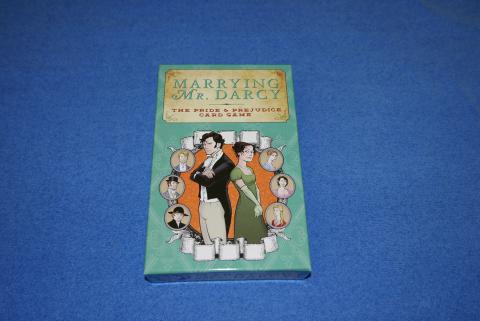 MARRYING
MR. DARCY
THE PRIDE & PREJUDICE
CARD GAME